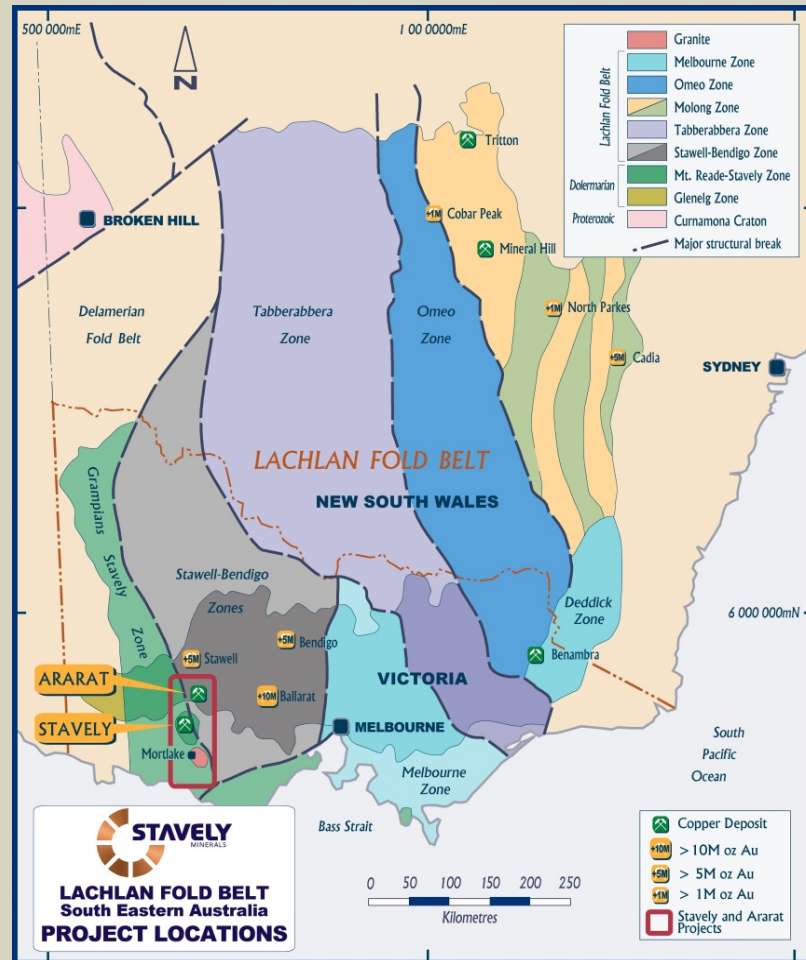 500 000mE
1 00 0000mE
N
Granite
Melbourne Zone
Omeo Zone
Molong Zone
Tabberabbera Zone
Stawell-Bendigo Zone
Mt. Reade-Stavely Zone
Glenelg Zone
Curnamona Craton
Major structural break
Lachlan Fold Belt
Dolermarian
Proterozoic
Tritton
+1M
Cobar Peak
BROKEN HILL
Mineral Hill
Delamerian
Fold Belt
Tabberabbera
Zone
Omeo
Zone
+1M
North Parkes
+5M
Cadia
SYDNEY
LACHLAN FOLD BELT
NEW SOUTH WALES
Grampians
Stavely
Zone
Stawell-Bendigo
Zones
Deddick
Zone
6 000 000mN
+5M
Stawell
+5M
Bendigo
Benambra
ARARAT
+10M
Ballarat
VICTORIA
STAVELY
MELBOURNE
Mortlake
Melbourne
Zone
South
Pacific
Ocean
Bass Strait
STAVELY
MINERALS
LACHLAN FOLD BELT
South Eastern Australia
PROJECT LOCATIONS
0 50 100 150 200 250
Kilometres
Copper Deposit
+10M > 10M oz Au
+5M > 5M oz Au
+1M > 1M oz Au
Stavely and Ararat
Projects